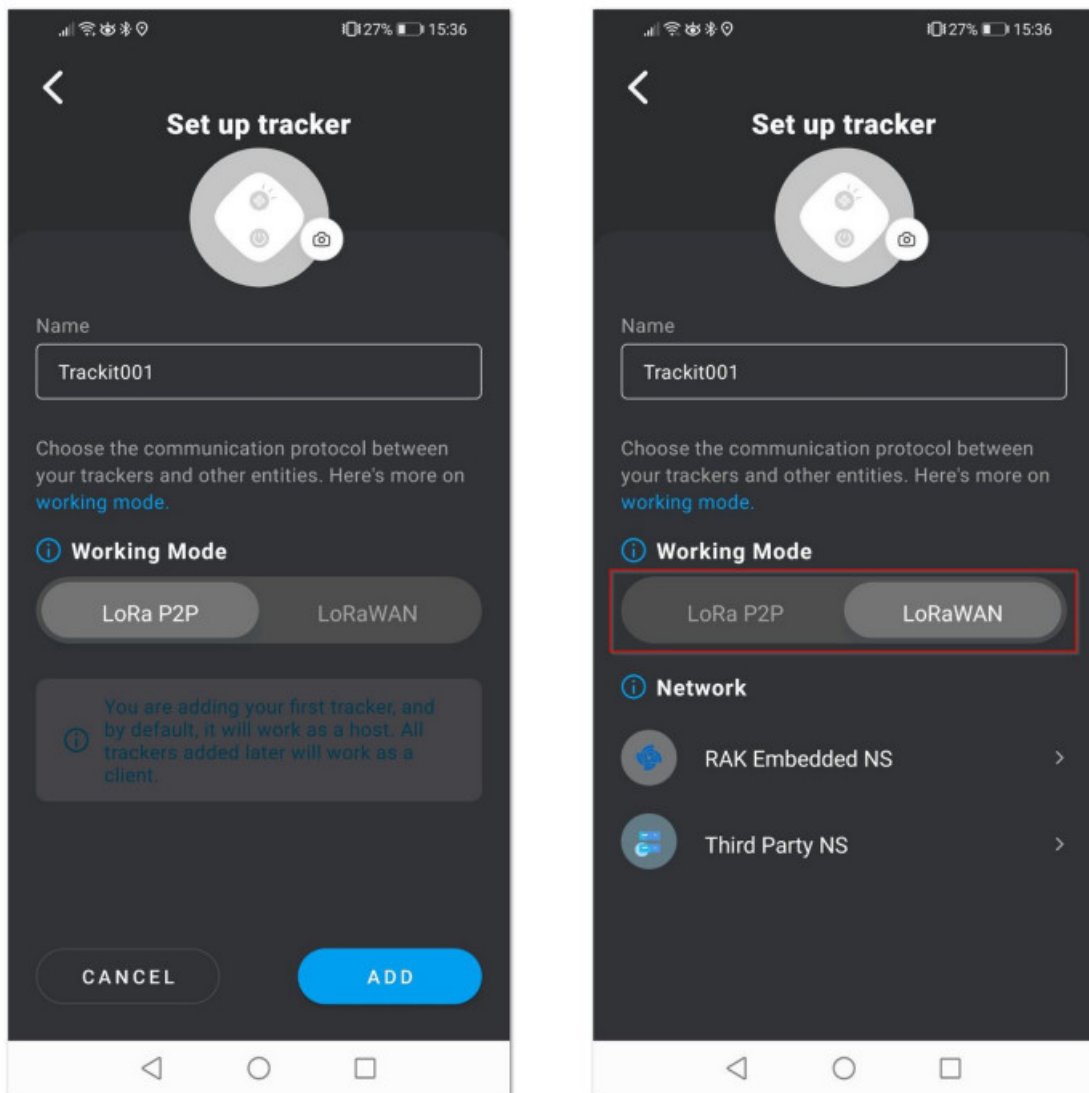 27% 15:36
Set up tracker
Name
Trackit001
Choose the communication protocol between
your trackers and other entities. Here's more on
working mode.
Working Mode
LoRa P2P LoRaWAN
You are adding your first tracker, and
by default, it will work as a host. All
trackers added later will work as a
client.
CANCEL ADD
27% 15:36
Set up tracker
Name
Trackit001
Choose the communication protocol between
your trackers and other entities. Here's more on
working mode.
Working Mode
LoRa P2P LoRaWAN
Network
RAK Embedded NS
Third Party NS